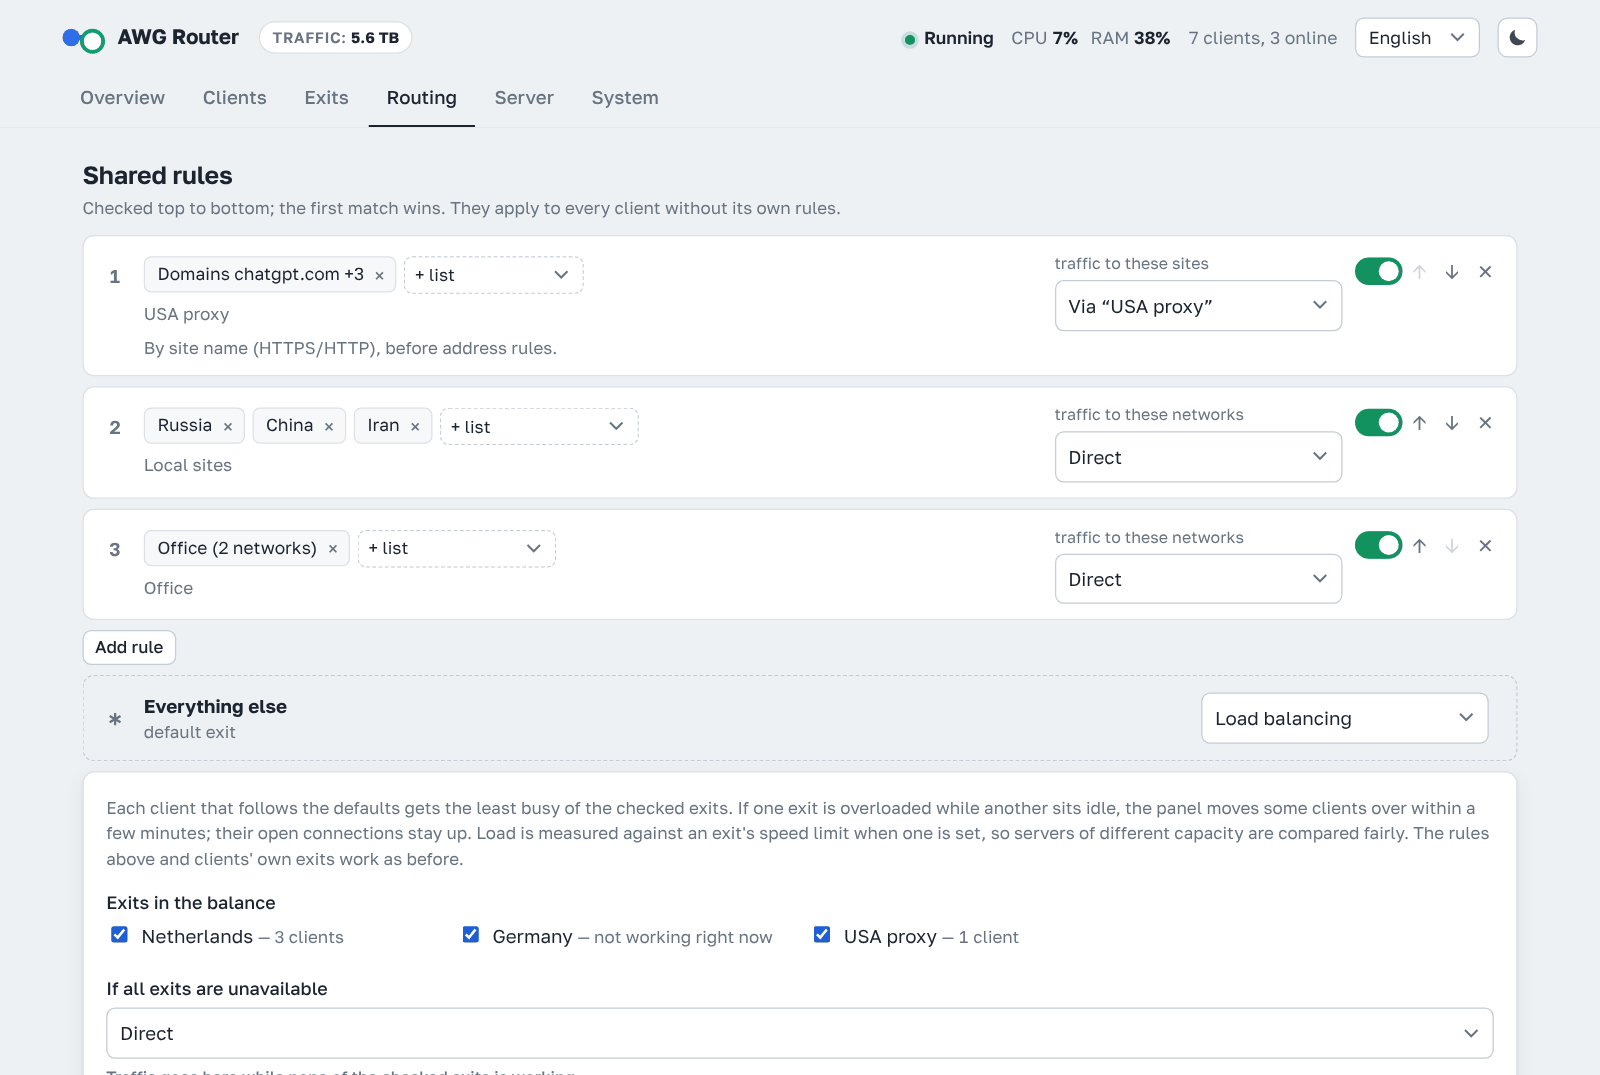 AWG Router
TRAFFIC: 5.6 TB
Running
CPU 7%
RAM 38%
7 clients, 3 online
English
Overview
Clients
Exits
Routing
Server
System
Shared rules
Checked top to bottom; the first match wins. They apply to every client without its own rules.
1
Domains chatgpt.com +3 ×
+ list
USA proxy
By site name (HTTPS/HTTP), before address rules.
traffic to these sites
Via “USA proxy”
2
Russia ×
China ×
Iran ×
+ list
Local sites
traffic to these networks
Direct
3
Office (2 networks) ×
+ list
Office
traffic to these networks
Direct
Add rule
* Everything else
default exit
Load balancing
Each client that follows the defaults gets the least busy of the checked exits. If one exit is overloaded while another sits idle, the panel moves some clients over within a
few minutes; their open connections stay up. Load is measured against an exit's speed limit when one is set, so servers of different capacity are compared fairly. The rules
above and clients' own exits work as before.
Exits in the balance
Netherlands — 3 clients
Germany — not working right now
USA proxy — 1 client
If all exits are unavailable
Direct